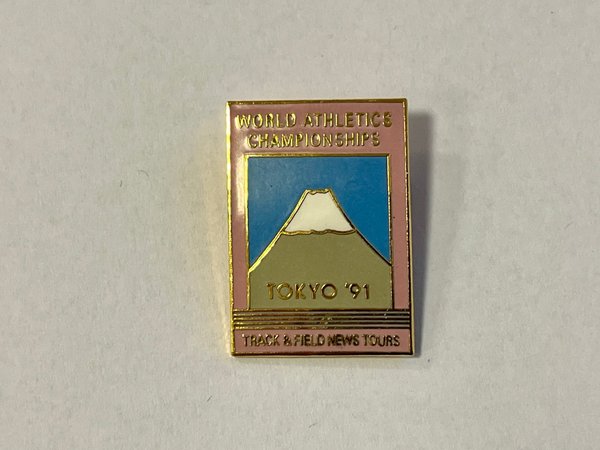 WORLD ATHLETICS
CHAMPIONSHIPS
TOKYO '91
TRACK & FIELD NEWS TOURS